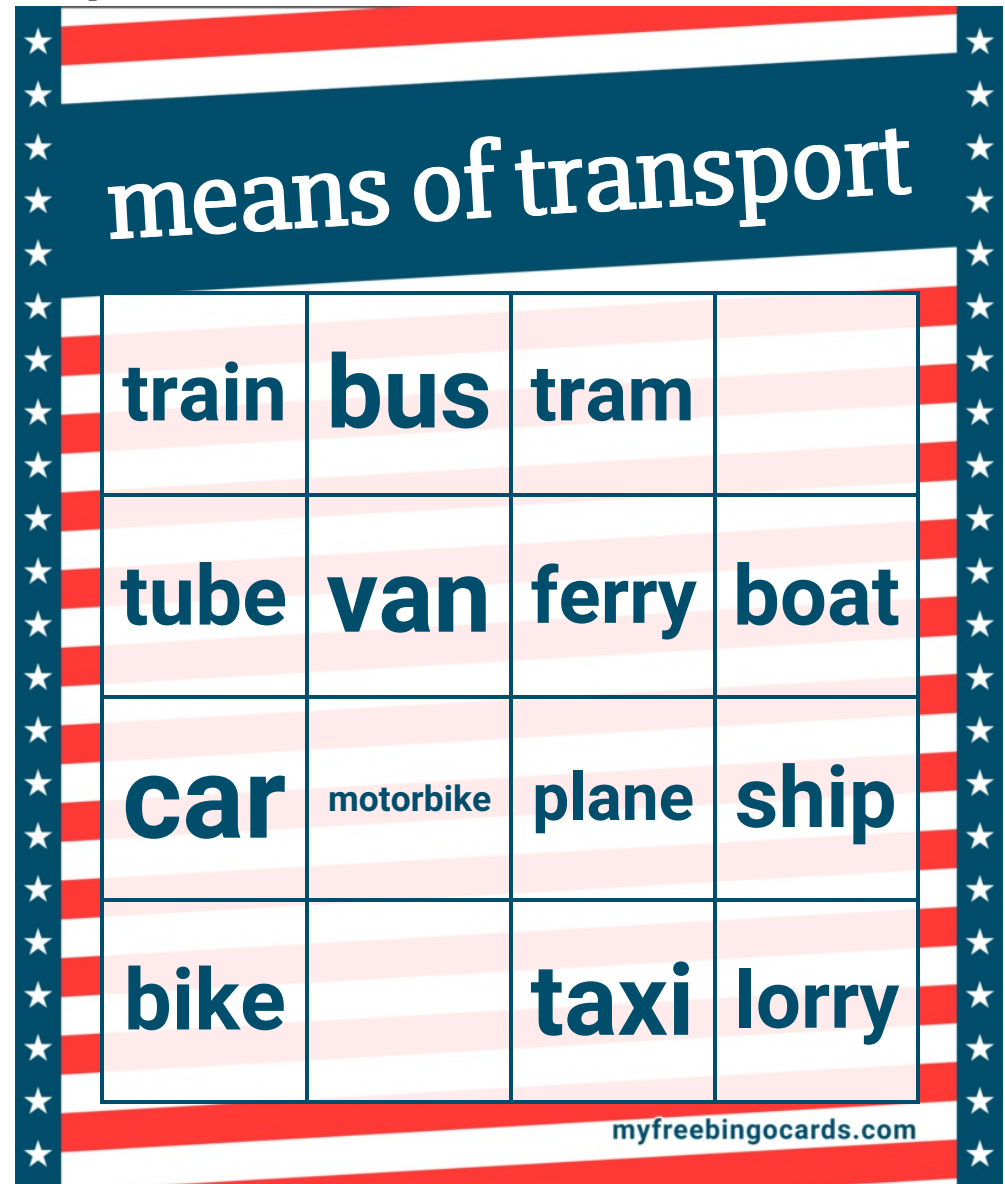 means of transport
train bus tram
tube van ferry boat
car motorbike plane ship
bike taxi lorry
myfreebingocards.com